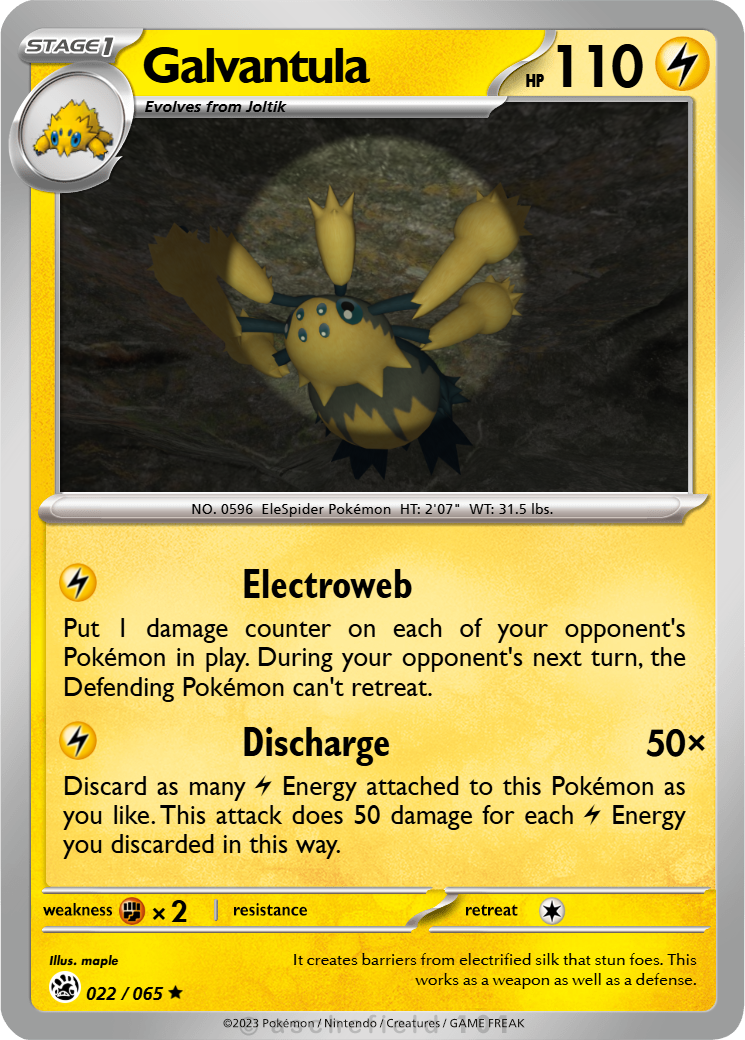 STAGE1
Galvantula
HP 110
Evolves from Joltik
NO. 0596 EleSpider Pokémon HT: 2'07" WT: 31.5 lbs.
Electroweb
Put 1 damage counter on each of your opponent's
Pokémon in play. During your opponent's next turn, the
Defending Pokémon can't retreat.
Discharge 50×
Discard as many Energy attached to this Pokémon as
you like. This attack does 50 damage for each Energy
you discarded in this way.
weakness × 2 resistance retreat
Illus. maple
It creates barriers from electrified silk that stun foes. This
works as a weapon as well as a defense.
022 / 065 ★
©2023 Pokémon / Nintendo / Creatures / GAME FREAK